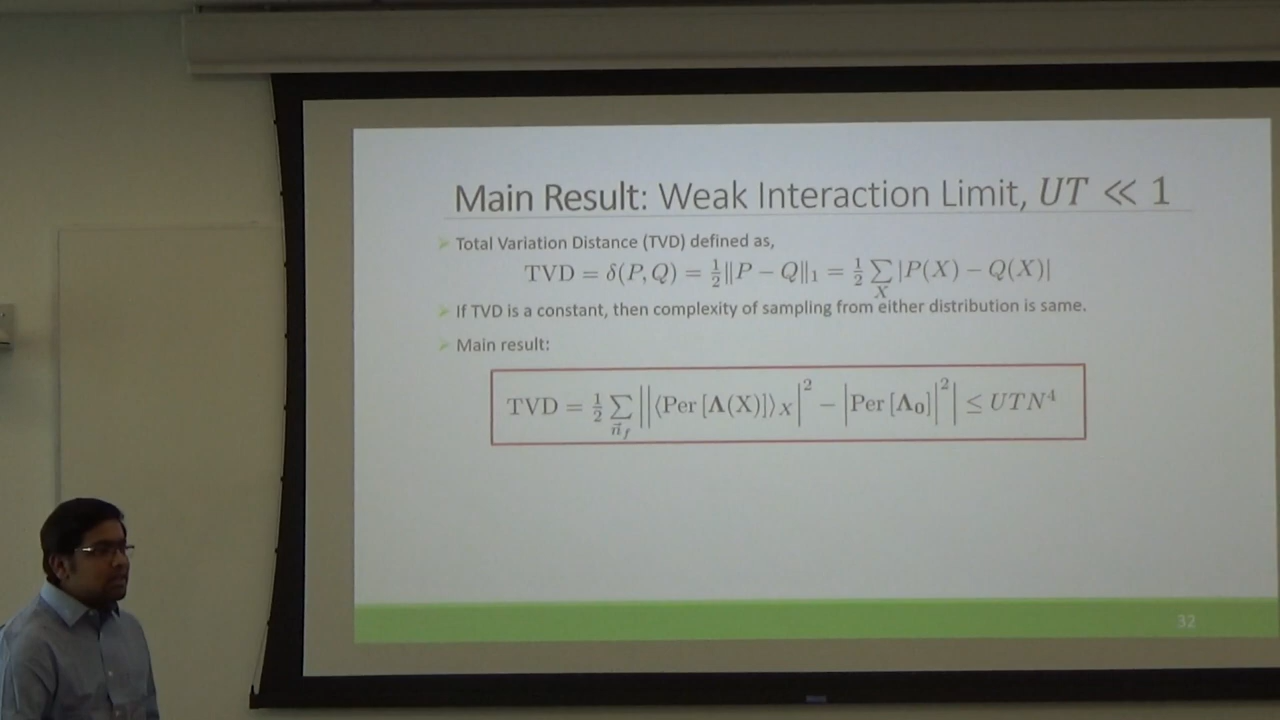 Main Result: Weak Interaction Limit, UT ≪ 1
Total Variation Distance (TVD) defined as,
TVD = δ(P, Q) = ½‖P − Q‖₁ = ½ ∑_X |P(X) − Q(X)|
If TVD is a constant, then complexity of sampling from either distribution is same.
Main result:
TVD = ½ ∑_{n⃗_f} | |⟨Per [Λ(X)]⟩_X|² − |Per [Λ₀]|² | ≤ UTN⁴
32